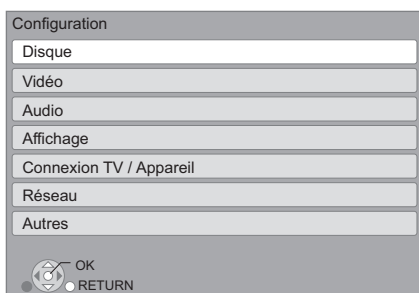 Configuration
Disque
Vidéo
Audio
Affichage
Connexion TV / Appareil
Réseau
Autres
OK
RETURN